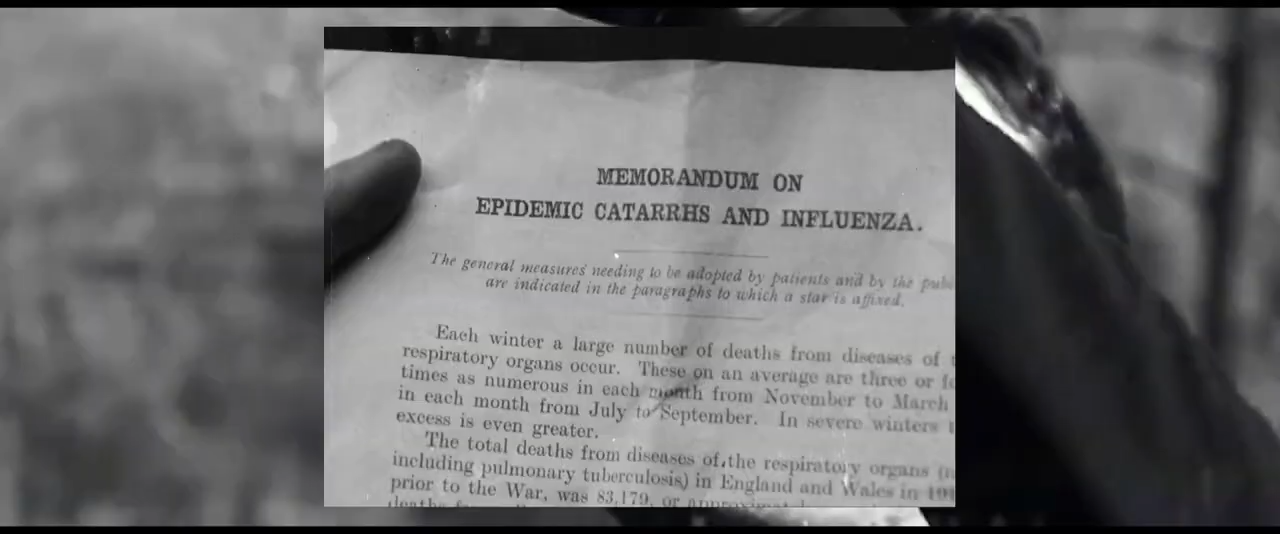 MEMORANDUM ON
EPIDEMIC CATARRHS AND INFLUENZA.
The general measures needing to be adopted by patients and by the
are indicated in the paragraphs to which a star is affixed.
Each winter a large number of deaths from diseases of
respiratory organs occur. These on an average are three or
times as numerous in each month from November to March
in each month from July to September. In severe winters
excess is even greater.
The total deaths from diseases of the respiratory organs
including pulmonary tuberculosis) in England and Wales in
prior to the War, was 83,179, or
deaths